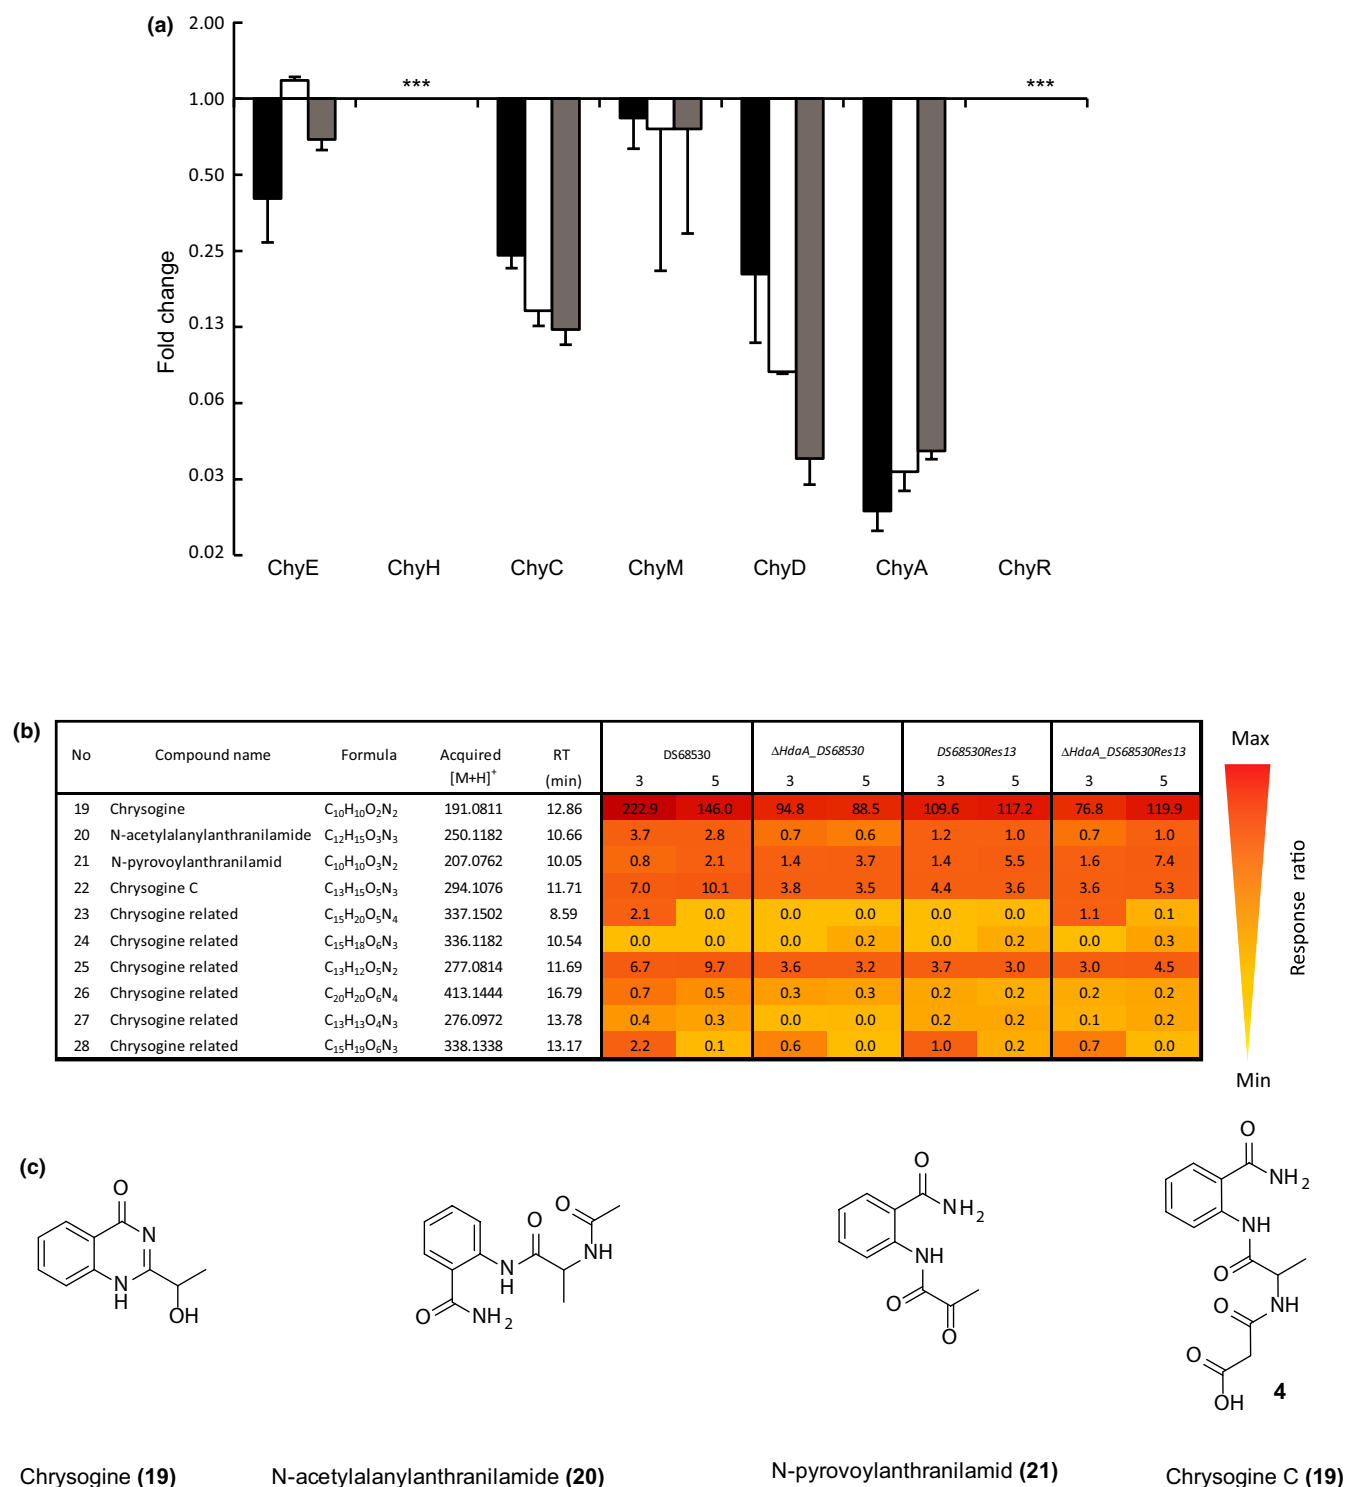 (a)
2.00
1.00
0.50
0.25
0.13
0.06
0.03
0.02
Fold change
***
***
ChyE ChyH ChyC ChyM ChyD ChyA ChyR
(b)
No Compound name Formula Acquired [M+H]+ RT (min) DS68530 ΔHdaA_DS68530 DS68530Res13 ΔHdaA_DS68530Res13
3 5 3 5 3 5 3 5
19 Chrysogine C10H10O2N2 191.0811 12.86 222.9 146.0 94.8 88.5 109.6 117.2 76.8 119.9
20 N-acetylalanylanthranilamide C12H15O3N3 250.1182 10.66 3.7 2.8 0.7 0.6 1.2 1.0 0.7 1.0
21 N-pyrovoylanthranilamid C10H10O3N2 207.0762 10.05 0.8 2.1 1.4 3.7 1.4 5.5 1.6 7.4
22 Chrysogine C C13H15O5N3 294.1076 11.71 7.0 10.1 3.8 3.5 4.4 3.6 3.6 5.3
23 Chrysogine related C15H20O5N4 337.1502 8.59 2.1 0.0 0.0 0.0 0.0 0.0 1.1 0.1
24 Chrysogine related C15H18O6N3 336.1182 10.54 0.0 0.0 0.0 0.2 0.0 0.2 0.0 0.3
25 Chrysogine related C13H12O5N2 277.0814 11.69 6.7 9.7 3.6 3.2 3.7 3.0 3.0 4.5
26 Chrysogine related C20H20O6N4 413.1444 16.79 0.7 0.5 0.3 0.3 0.2 0.2 0.2 0.2
27 Chrysogine related C13H13O4N3 276.0972 13.78 0.4 0.3 0.0 0.0 0.2 0.2 0.1 0.2
28 Chrysogine related C15H19O6N3 338.1338 13.17 2.2 0.1 0.6 0.0 1.0 0.2 0.7 0.0
Max
Response ratio
Min
(c)
O
N
N
H
OH
O
O
N
H
NH
O
NH2
O
NH2
NH
O
O
O
NH2
NH
O
NH
O
O
OH
4
Chrysogine (19)
N-acetylalanylanthranilamide (20)
N-pyrovoylanthranilamid (21)
Chrysogine C (19)